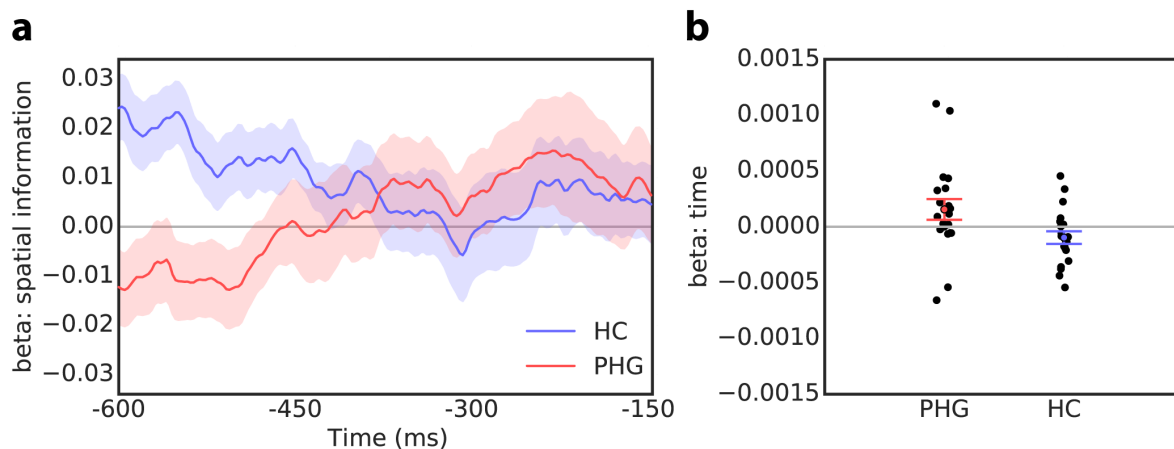 a
beta: spatial information
0.03
0.02
0.01
0.00
−0.01
−0.02
−0.03
HC
PHG
-600
-450
-300
-150
Time (ms)
b
beta: time
0.0015
0.0010
0.0005
0.0000
−0.0005
−0.0010
−0.0015
PHG
HC